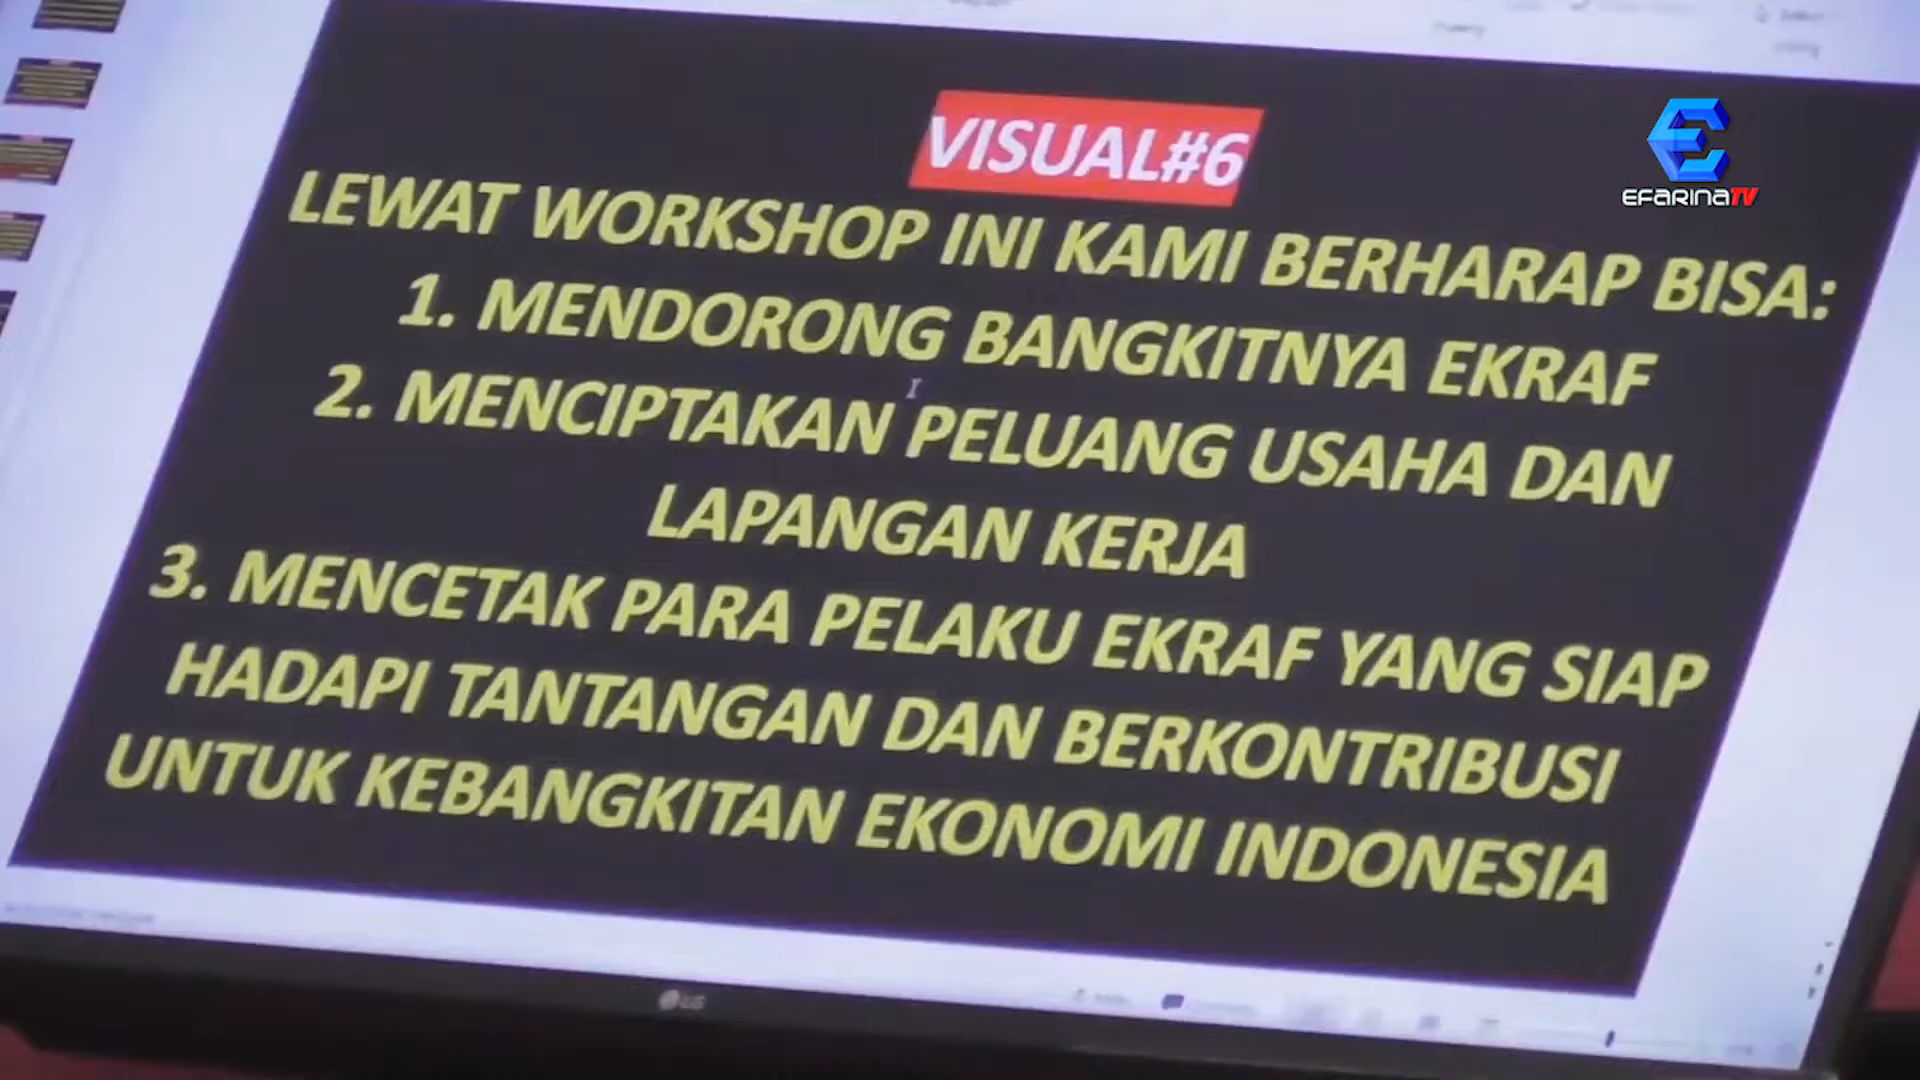 VISUAL#6
LEWAT WORKSHOP INI KAMI BERHARAP BISA:
1. MENDORONG BANGKITNYA EKRAF
2. MENCIPTAKAN PELUANG USAHA DAN
LAPANGAN KERJA
3. MENCETAK PARA PELAKU EKRAF YANG SIAP
HADAPI TANTANGAN DAN BERKONTRIBUSI
UNTUK KEBANGKITAN EKONOMI INDONESIA
EFARINATV
LG